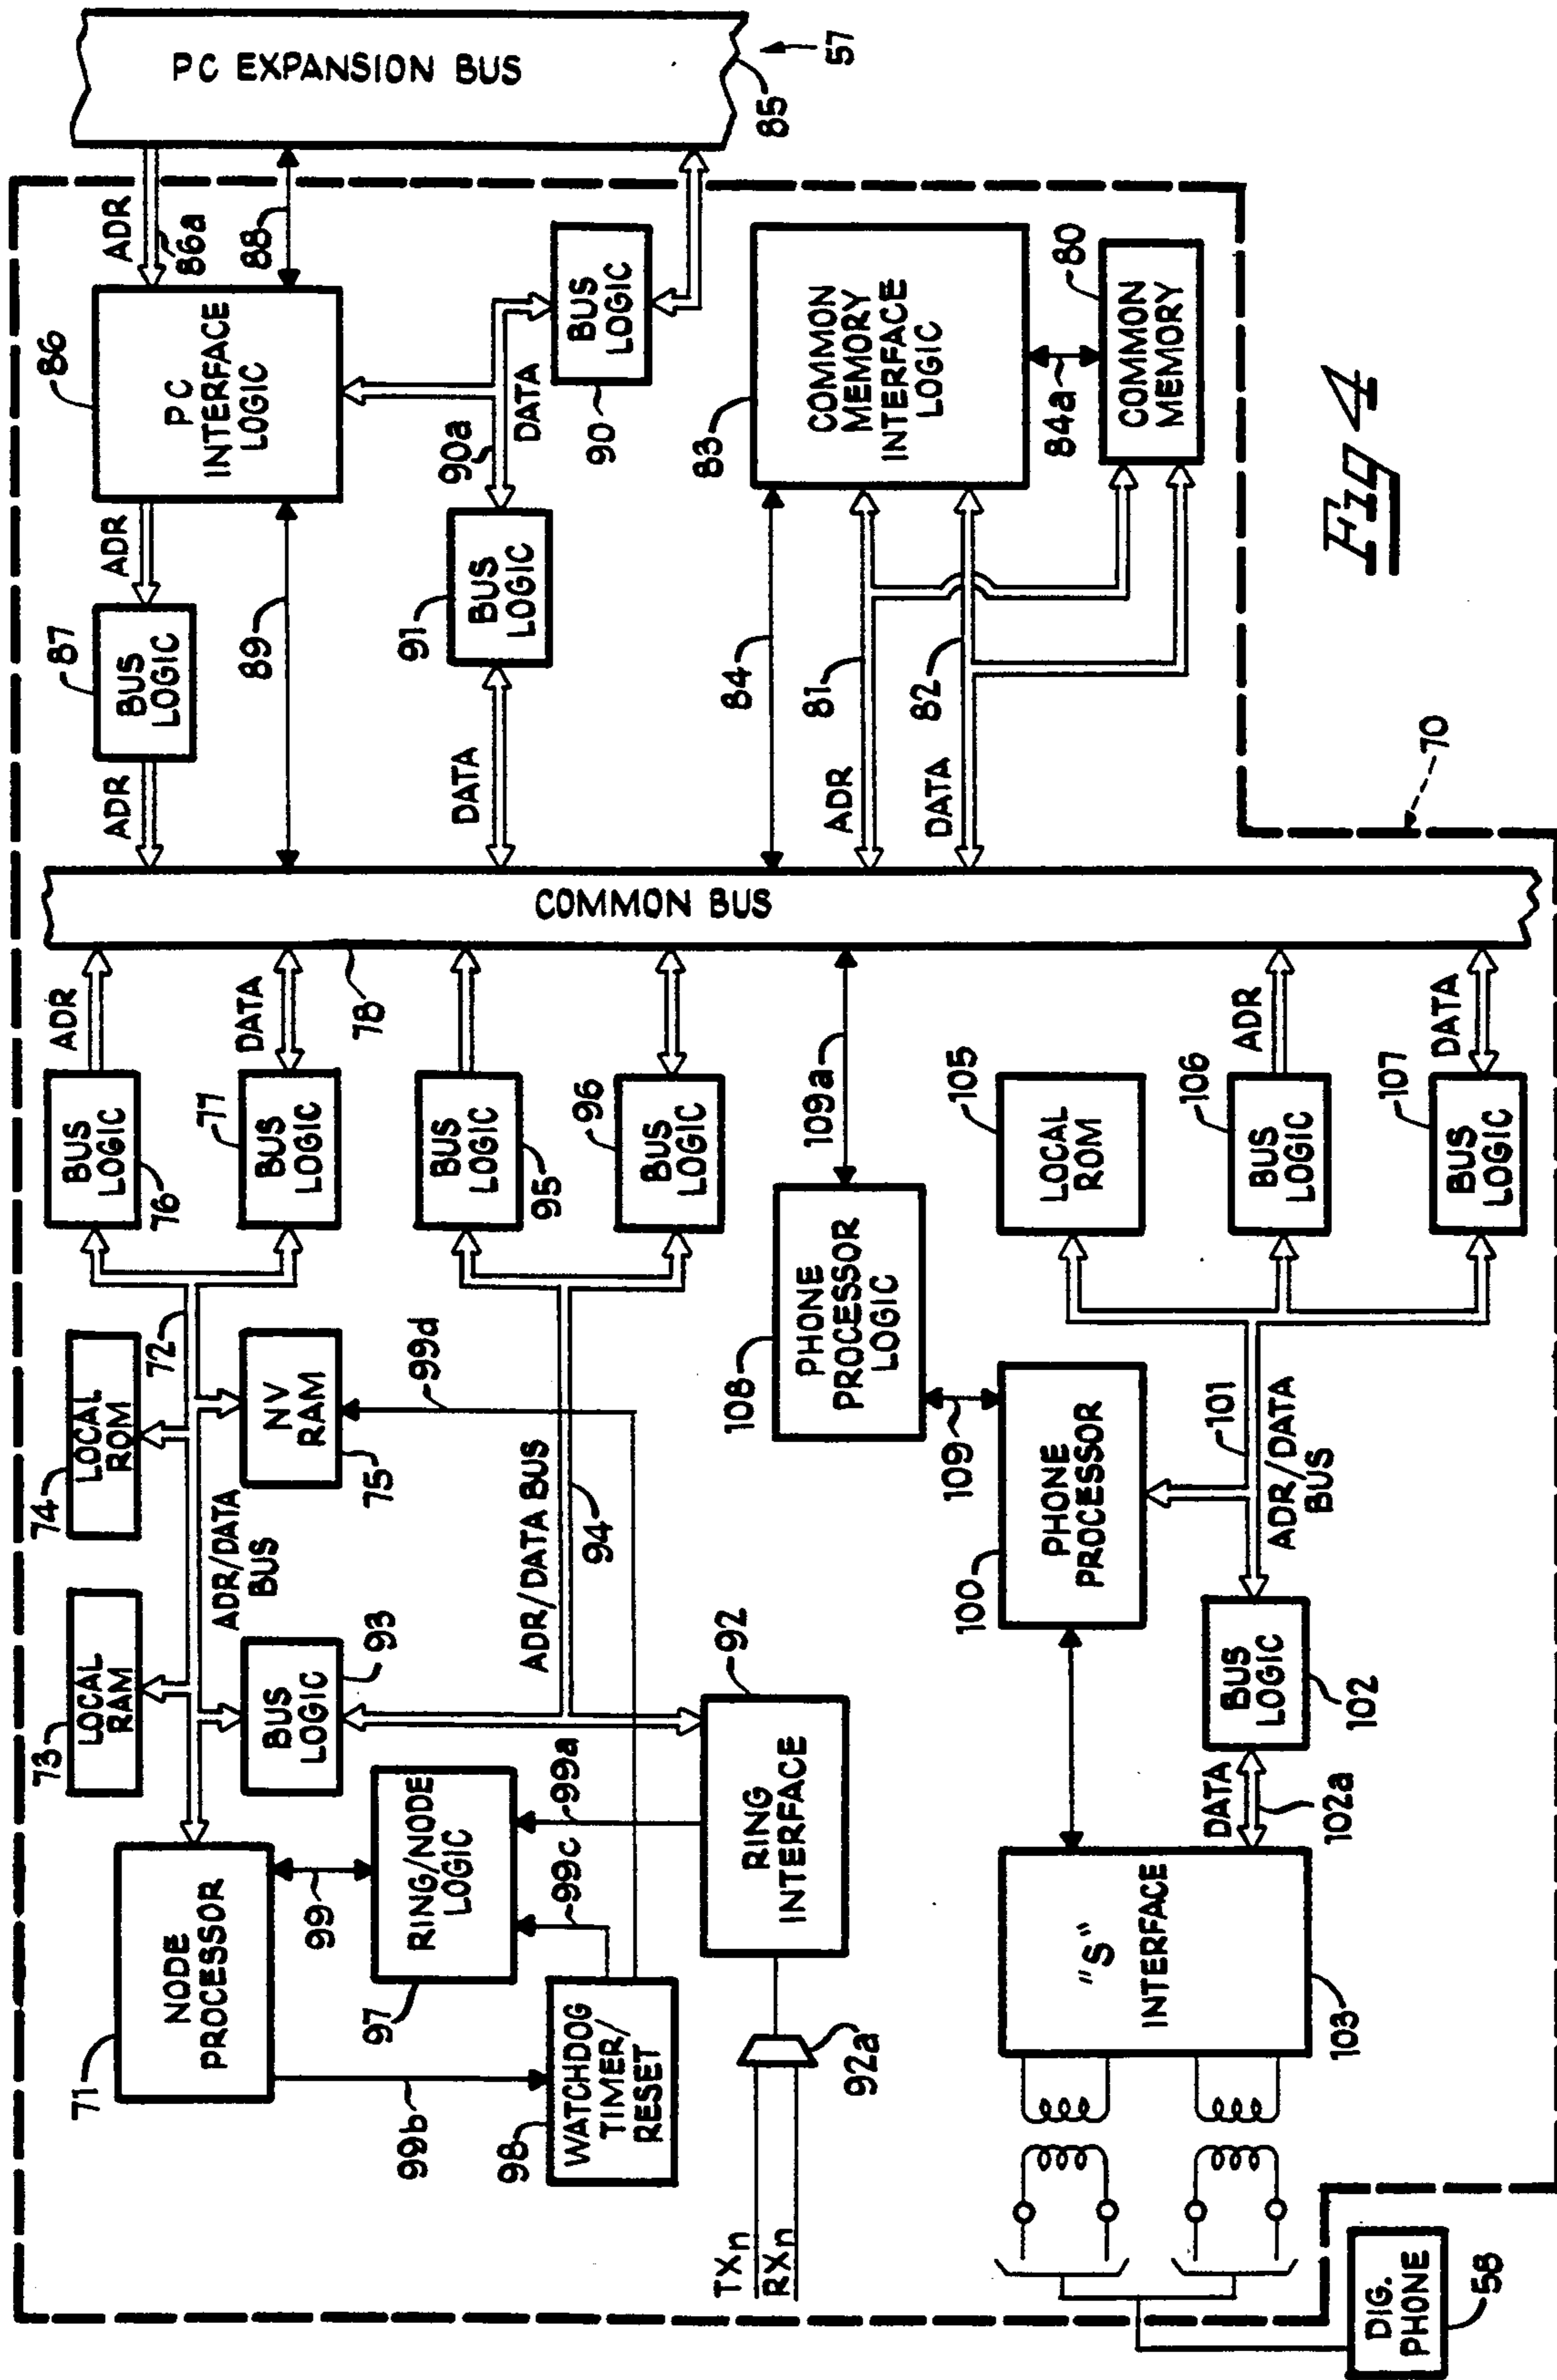 PC EXPANSION BUS
57
85
ADR
86a
88
86
PC
INTERFACE
LOGIC
ADR
87
BUS
LOGIC
ADR
89
90a
DATA
BUS
LOGIC
90
91
BUS
LOGIC
DATA
83
COMMON
MEMORY
INTERFACE
LOGIC
84a
80
COMMON
MEMORY
84
81
ADR
82
DATA
70
Fig 4
COMMON BUS
78
ADR
BUS
LOGIC
76
DATA
77
BUS
LOGIC
BUS
LOGIC
95
96
BUS
LOGIC
72
74
LOCAL
ROM
NV
RAM
75
99d
73
LOCAL
RAM
ADR/DATA
BUS
93
BUS
LOGIC
ADR/DATA BUS
94
71
NODE
PROCESSOR
99
RING/NODE
LOGIC
97
99a
99c
99b
98
WATCHDOG
TIMER/
RESET
92
RING
INTERFACE
92a
TXn
RXn
109a
108
PHONE
PROCESSOR
LOGIC
109
100
PHONE
PROCESSOR
105
LOCAL
ROM
106
BUS
LOGIC
ADR
107
BUS
LOGIC
DATA
101
ADR/DATA
BUS
BUS
LOGIC
102
DATA
102a
"S"
INTERFACE
103
DIG.
PHONE
58